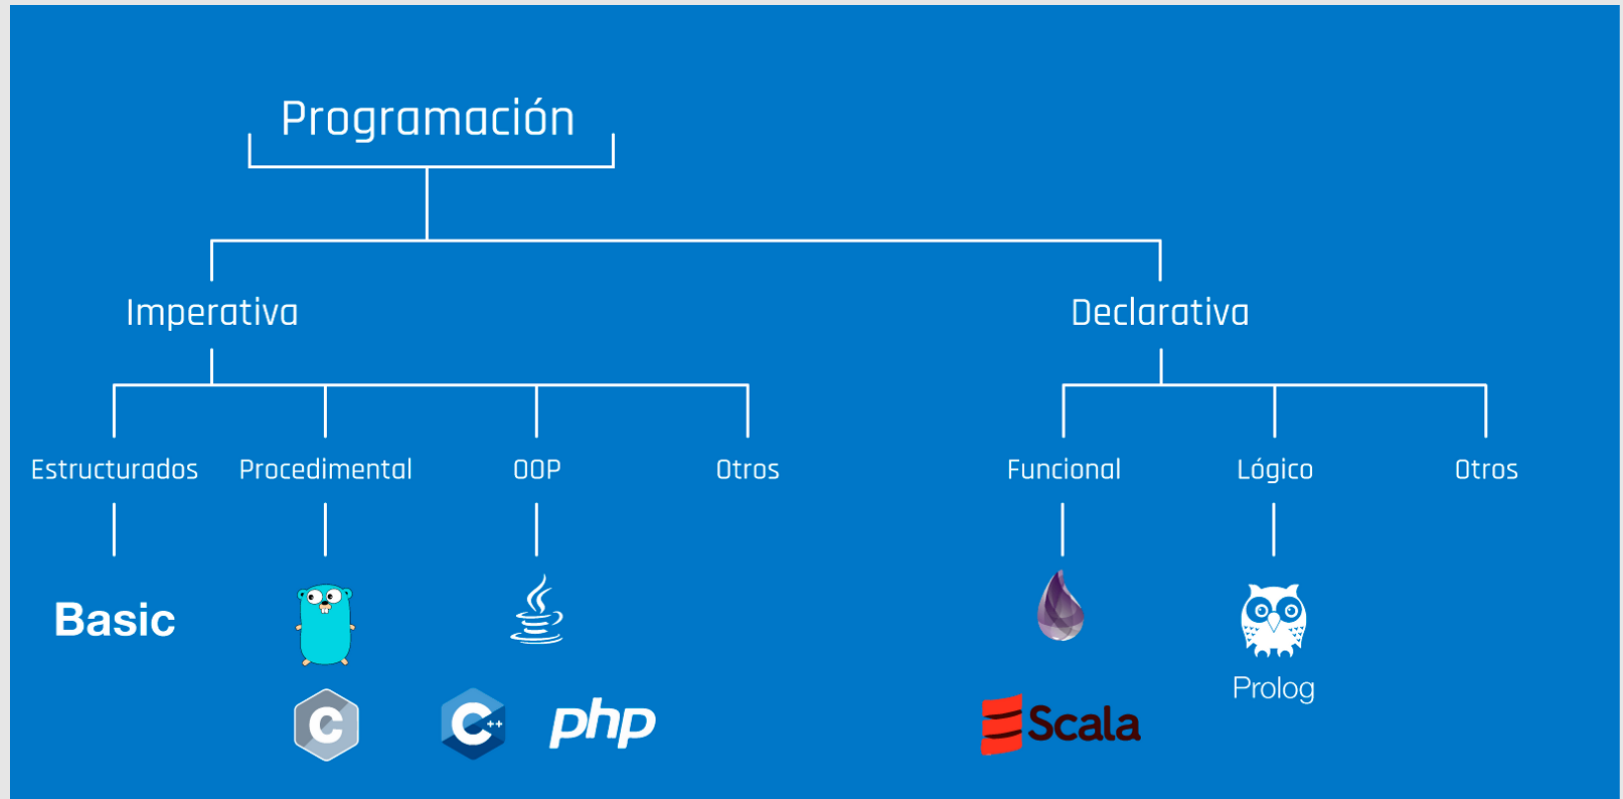 Programación
Imperativa
Declarativa
Estructurados
Procedimental
OOP
Otros
Funcional
Lógico
Otros
Basic
C
C++
php
Scala
Prolog